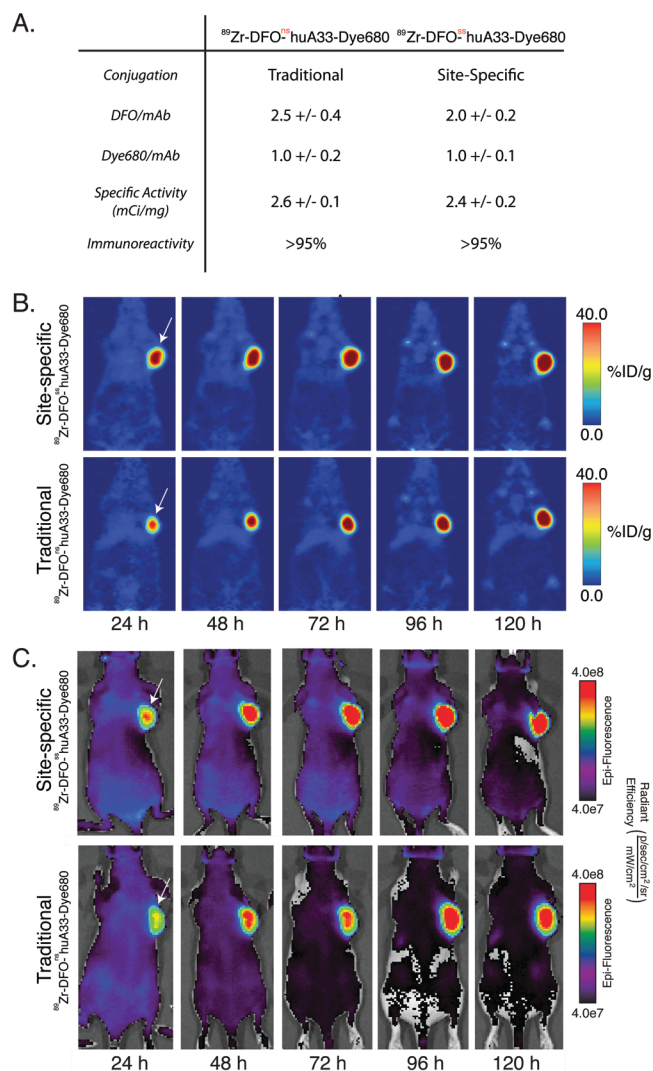 A.
⁸⁹Zr-DFO-ⁿˢhuA33-Dye680 ⁸⁹Zr-DFO-ˢˢhuA33-Dye680
Conjugation Traditional Site-Specific
DFO/mAb 2.5 +/- 0.4 2.0 +/- 0.2
Dye680/mAb 1.0 +/- 0.2 1.0 +/- 0.1
Specific Activity
(mCi/mg) 2.6 +/- 0.1 2.4 +/- 0.2
Immunoreactivity >95% >95%
B.
Site-specific
⁸⁹Zr-DFO-ˢˢhuA33-Dye680
40.0
%ID/g
0.0
Traditional
⁸⁹Zr-DFO-ⁿˢhuA33-Dye680
40.0
%ID/g
0.0
24 h 48 h 72 h 96 h 120 h
C.
Site-specific
⁸⁹Zr-DFO-ˢˢhuA33-Dye680
4.0e8
Epi-Fluorescence
4.0e7
Traditional
⁸⁹Zr-DFO-ⁿˢhuA33-Dye680
4.0e8
Epi-Fluorescence
4.0e7
Radiant
Efficiency (p/sec/cm²/sr
mW/cm²)
24 h 48 h 72 h 96 h 120 h